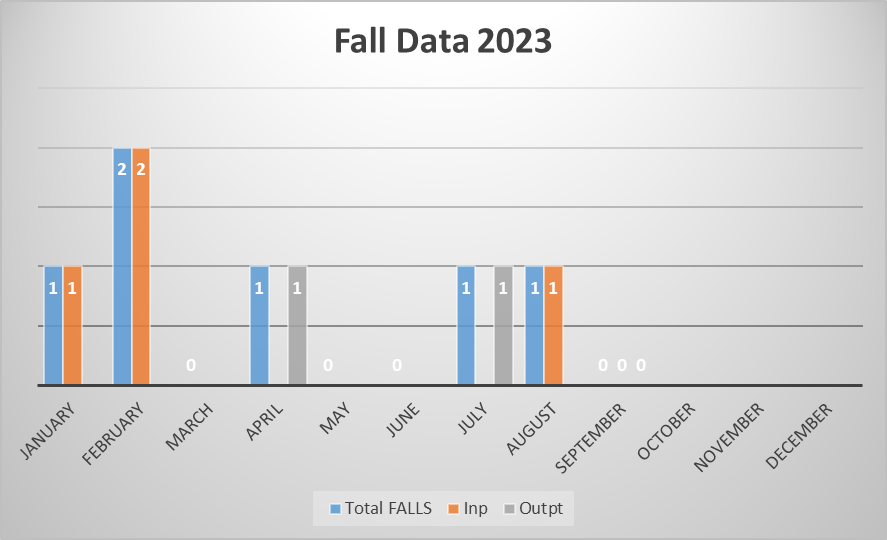 Fall Data 2023
2 2
1 1 1 1 1 1 1 1
0 0 0 0 0 0
JANUARY
FEBRUARY
MARCH
APRIL
MAY
JUNE
JULY
AUGUST
SEPTEMBER
OCTOBER
NOVEMBER
DECEMBER
Total FALLS Inp Outpt